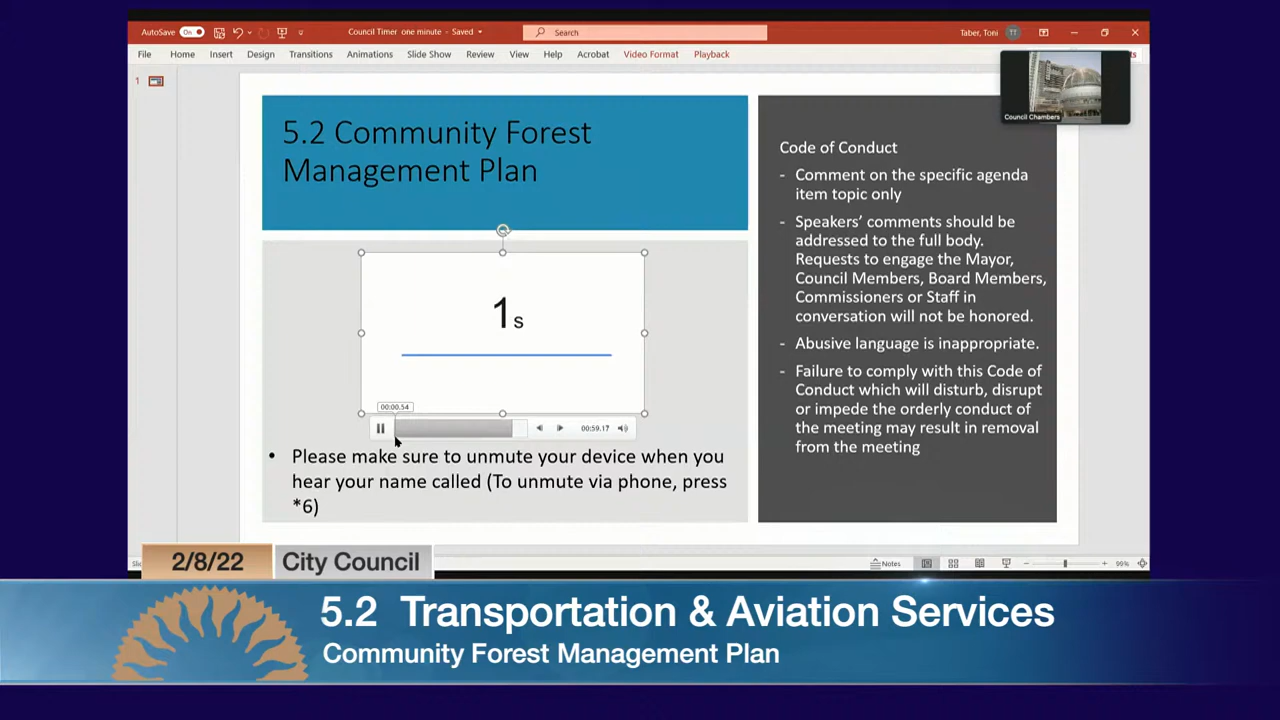 AutoSave On
Council Timer one minute - Saved
Search
Taber, Toni
TT
File Home Insert Design Transitions Animations Slide Show Review View Help Acrobat Video Format Playback
Council Chambers
1
5.2 Community Forest
Management Plan
1s
00:00.54
00:59.17
• Please make sure to unmute your device when you
hear your name called (To unmute via phone, press
*6)
Code of Conduct
- Comment on the specific agenda
item topic only
- Speakers’ comments should be
addressed to the full body.
Requests to engage the Mayor,
Council Members, Board Members,
Commissioners or Staff in
conversation will not be honored.
- Abusive language is inappropriate.
- Failure to comply with this Code of
Conduct which will disturb, disrupt
or impede the orderly conduct of
the meeting may result in removal
from the meeting
Notes
99%
2/8/22 City Council
5.2 Transportation & Aviation Services
Community Forest Management Plan